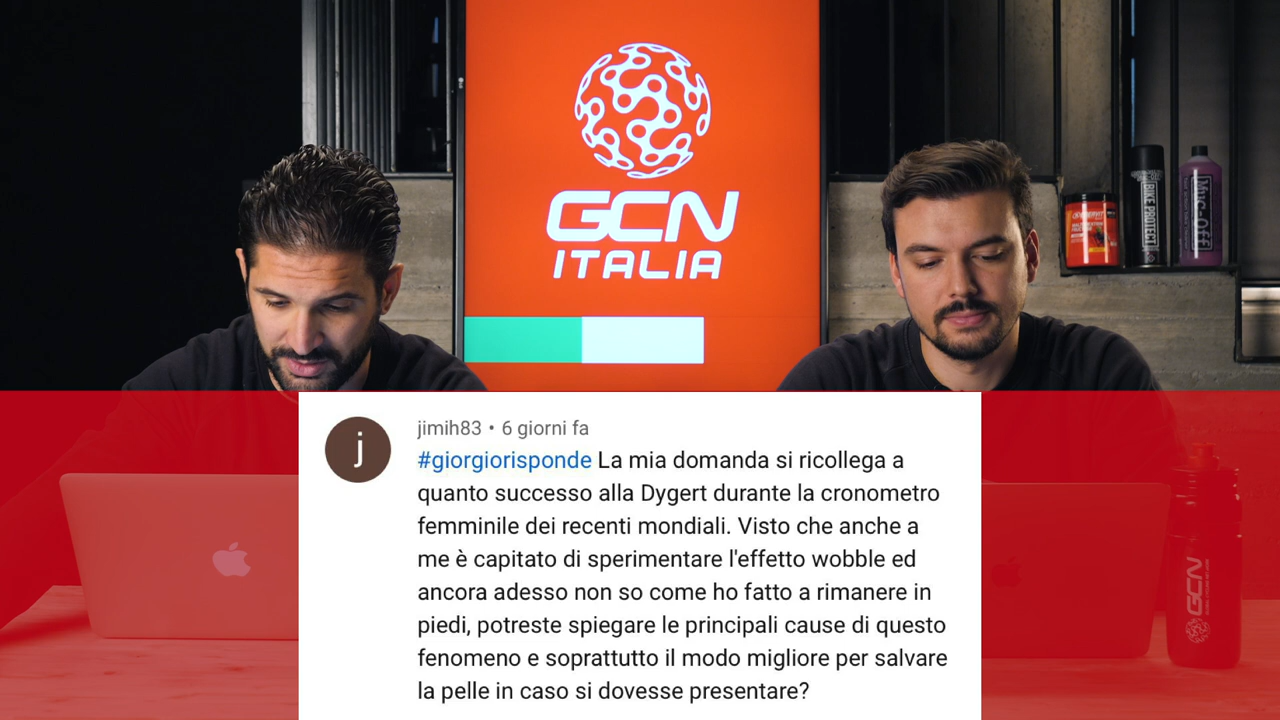 GCN
ITALIA
BIKE PROTECT
MUC-OFF
GCN
j
jimih83 • 6 giorni fa
#giorgiorisponde La mia domanda si ricollega a
quanto successo alla Dygert durante la cronometro
femminile dei recenti mondiali. Visto che anche a
me è capitato di sperimentare l'effetto wobble ed
ancora adesso non so come ho fatto a rimanere in
piedi, potreste spiegare le principali cause di questo
fenomeno e soprattutto il modo migliore per salvare
la pelle in caso si dovesse presentare?